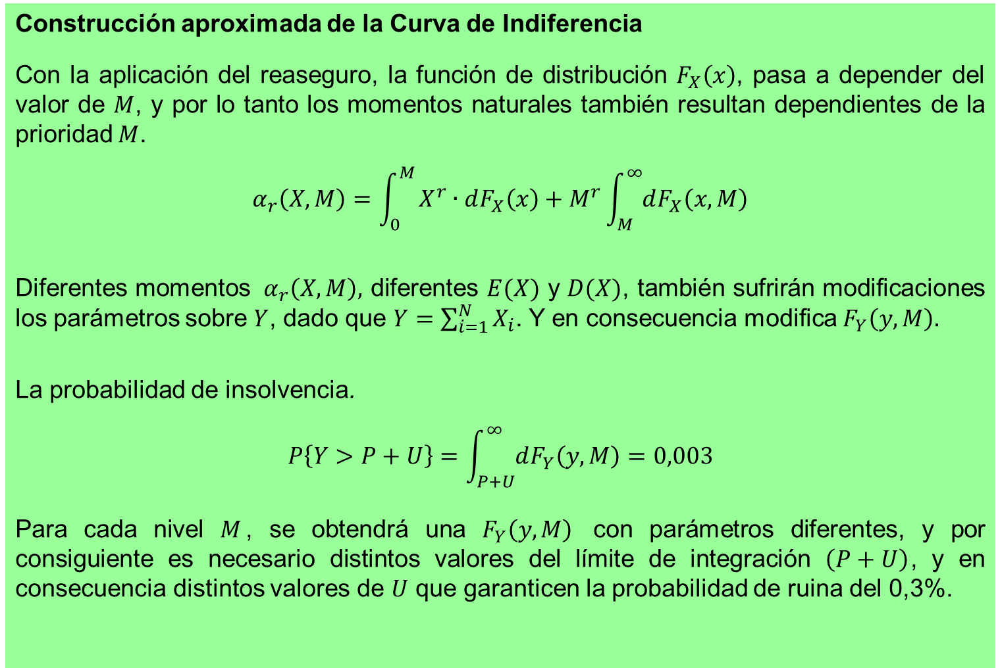 Construcción aproximada de la Curva de Indiferencia
Con la aplicación del reaseguro, la función de distribución $F_X(x)$, pasa a depender del
valor de $M$, y por lo tanto los momentos naturales también resultan dependientes de la
prioridad $M$.
$\alpha_r(X,M) = \int_0^M X^r \cdot dF_X(x) + M^r \int_M^\infty dF_X(x,M)$
Diferentes momentos $\alpha_r(X,M)$, diferentes $E(X)$ y $D(X)$, también sufrirán modificaciones
los parámetros sobre $Y$, dado que $Y = \sum_{i=1}^N X_i$. Y en consecuencia modifica $F_Y(y,M)$.
La probabilidad de insolvencia.
$P\{Y > P + U\} = \int_{P+U}^\infty dF_Y(y,M) = 0,003$
Para cada nivel $M$, se obtendrá una $F_Y(y,M)$ con parámetros diferentes, y por
consiguiente es necesario distintos valores del límite de integración $(P + U)$, y en
consecuencia distintos valores de $U$ que garanticen la probabilidad de ruina del 0,3%.